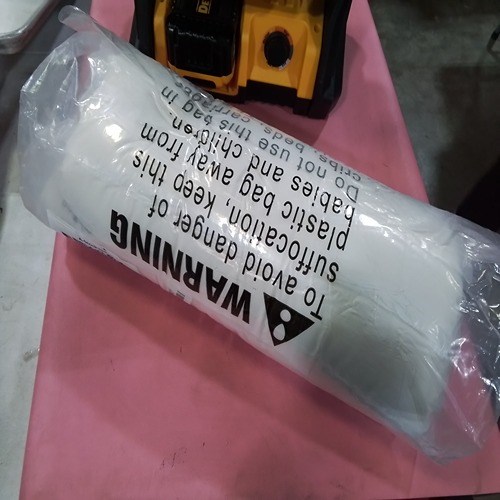 WARNING
To avoid danger of
suffocation, keep this
plastic bag away from
babies and children.
Do not use this bag in
cribs, beds, carriages